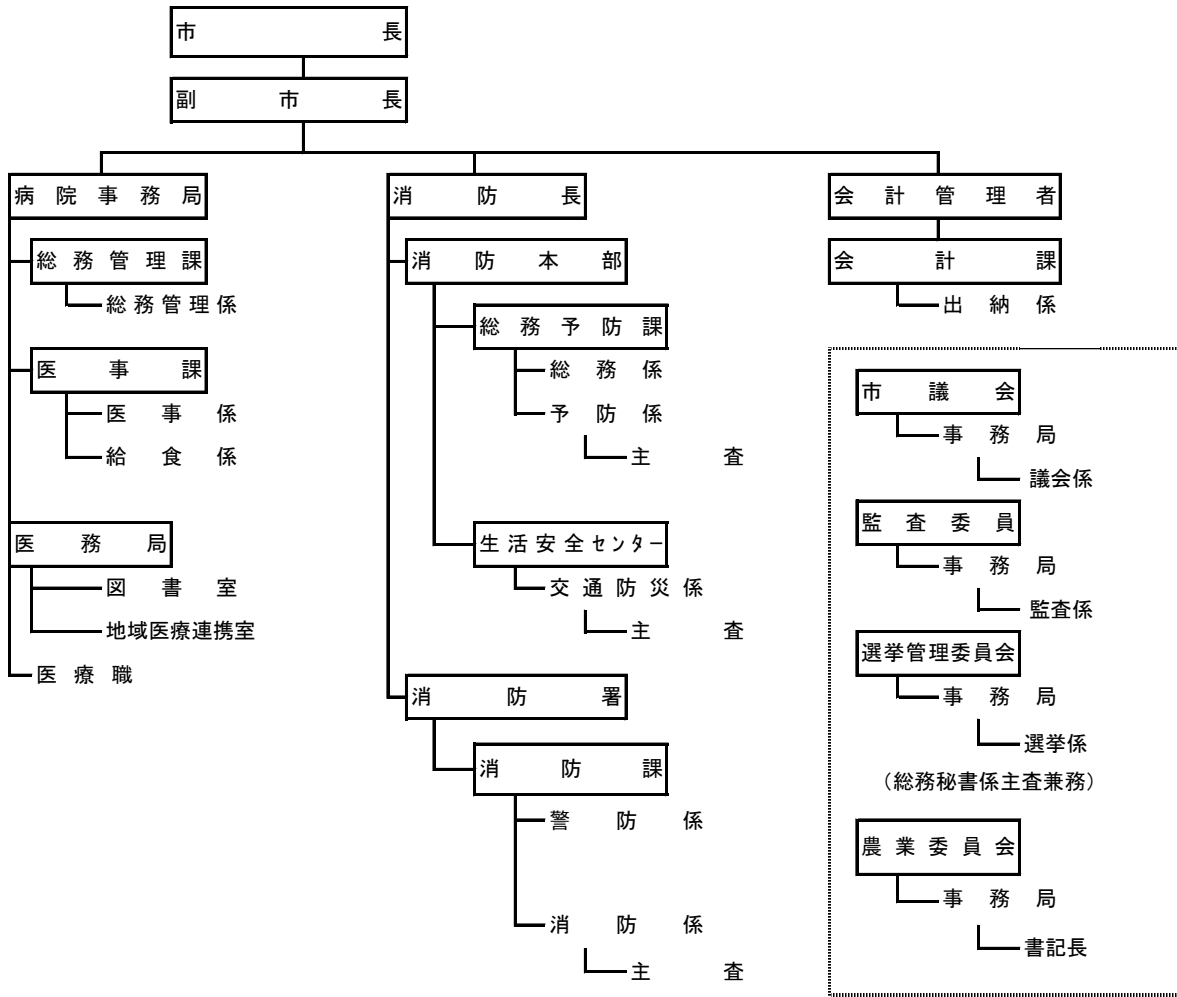 市長
副市長
病院事務局
総務管理課
総務管理係
医事課
医事係
給食係
医務局
図書室
地域医療連携室
医療職
消防長
消防本部
総務予防課
総務係
予防係
主査
生活安全センター
交通防災係
主査
消防署
消防課
警防係
消防係
主査
会計管理者
会計課
出納係
市議会
事務局
議会係
監査委員
事務局
監査係
選挙管理委員会
事務局
選挙係
（総務秘書係主査兼務）
農業委員会
事務局
書記長